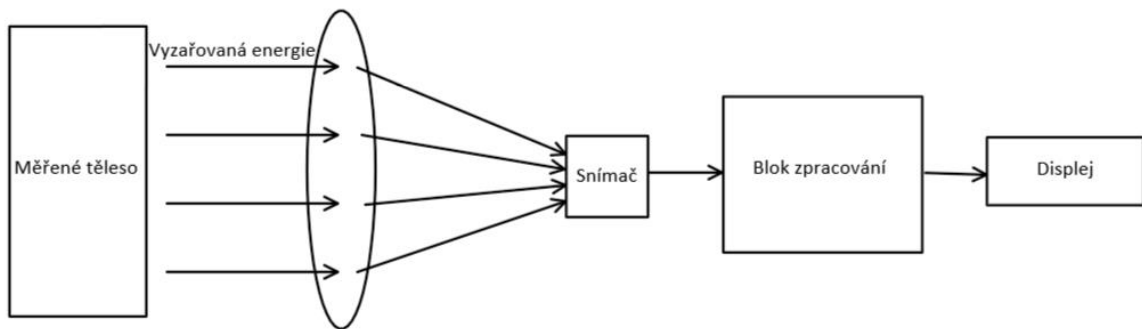 Vyzařovaná energie
Měřené těleso
Snímač
Blok zpracování
Displej